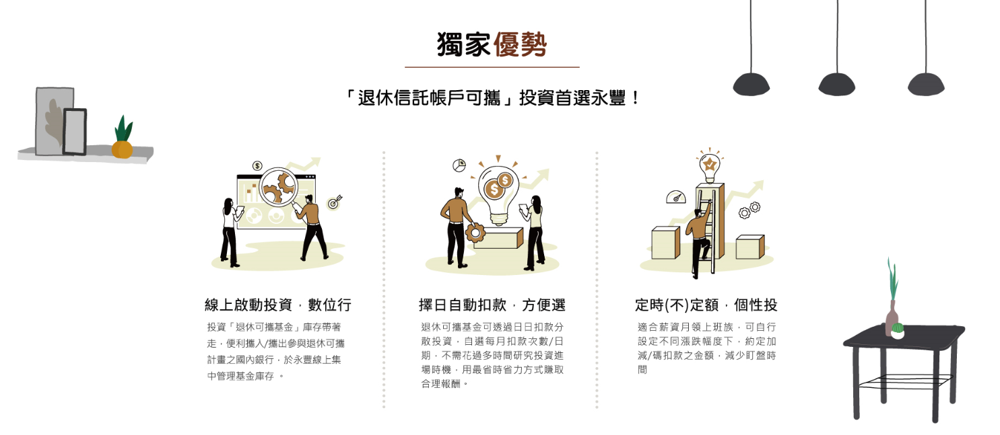 獨家優勢
「退休信託帳戶可攜」投資首選永豐！
線上啟動投資．數位行
投資「退休可攜基金」庫存帶著
走，便利攜入/攜出參與退休可攜
計畫之國內銀行，於永豐線上集
中管理基金庫存 。
擇日自動扣款．方便選
退休可攜基金可透過日日扣款分
散投資，自選每月扣款次數/日
期，不需花過多時間研究投資進
場時機，用最省時省力方式賺取
合理報酬。
定時(不)定額．個性投
適合薪資月領上班族，可自行
設定不同漲跌幅度下，約定加
減/碼扣款之金額，減少盯盤時
間